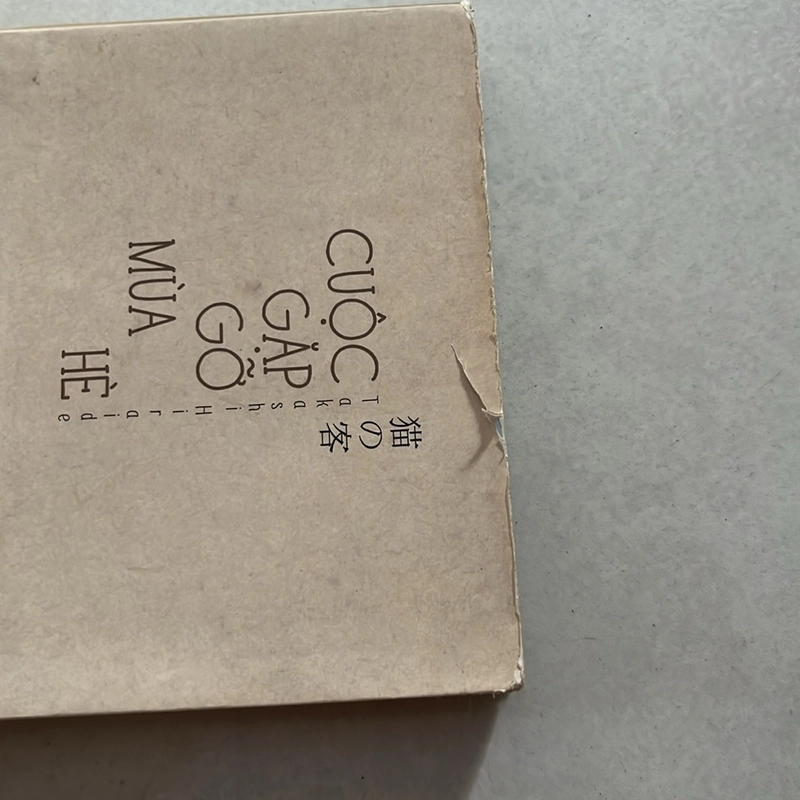 CUỘC
GẶP
GỠ
MÙA
HÈ
Takashi Hiraide
猫の客